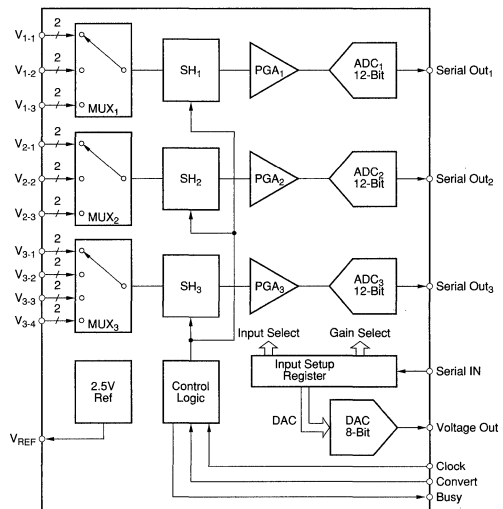 V1-1
2
V1-2
2
V1-3
2
MUX1
SH1
PGA1
ADC1
12-Bit
Serial Out1
V2-1
2
V2-2
2
V2-3
2
MUX2
SH2
PGA2
ADC2
12-Bit
Serial Out2
V3-1
2
V3-2
2
V3-3
2
V3-4
2
MUX3
SH3
PGA3
ADC3
12-Bit
Serial Out3
Input Select
Gain Select
2.5V
Ref
Control
Logic
Input Setup
Register
Serial IN
DAC
DAC
8-Bit
Voltage Out
VREF
Clock
Convert
Busy